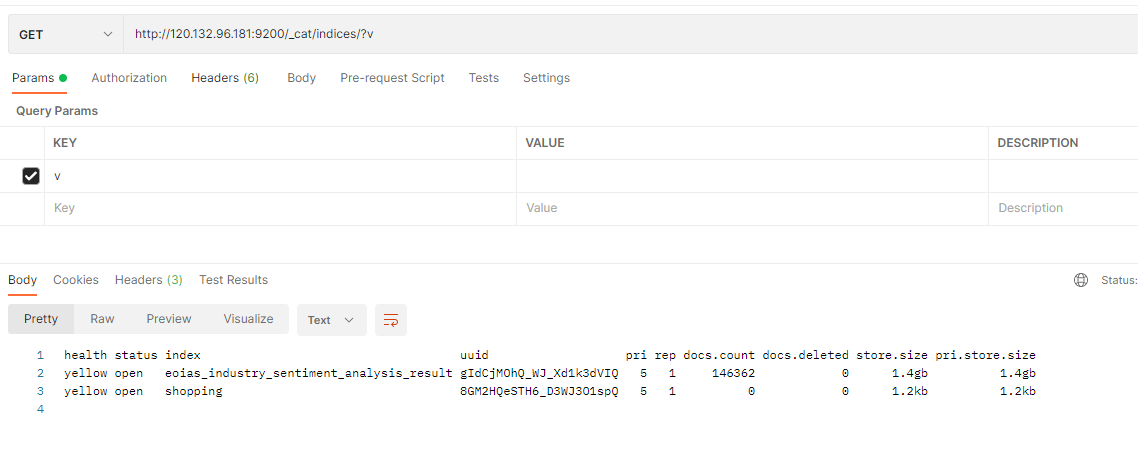 GET http://120.132.96.181:9200/_cat/indices/?v
Params Authorization Headers (6) Body Pre-request Script Tests Settings
Query Params
KEY VALUE DESCRIPTION
v
Key Value Description
Body Cookies Headers (3) Test Results Status:
Pretty Raw Preview Visualize Text
1 health status index uuid pri rep docs.count docs.deleted store.size pri.store.size
2 yellow open eoias_industry_sentiment_analysis_result gIdCjMOhQ_WJ_Xd1k3dVIQ 5 1 146362 0 1.4gb 1.4gb
3 yellow open shopping 8GM2HQeSTH6_D3WJ3O1spQ 5 1 0 0 1.2kb 1.2kb
4